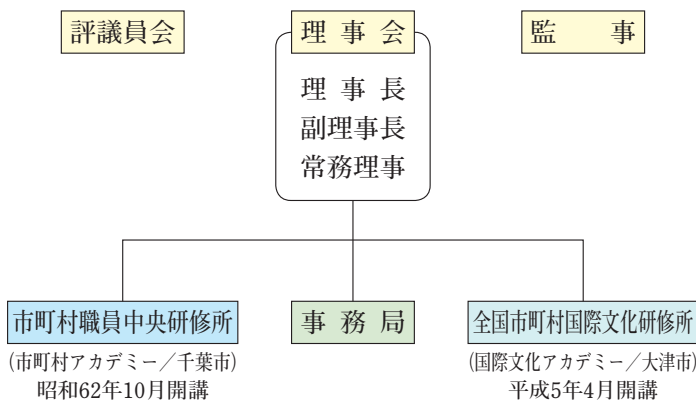 評議員会
理事会
監事
理事長
副理事長
常務理事
市町村職員中央研修所
(市町村アカデミー／千葉市)
昭和62年10月開講
事務局
全国市町村国際文化研修所
(国際文化アカデミー／大津市)
平成5年4月開講